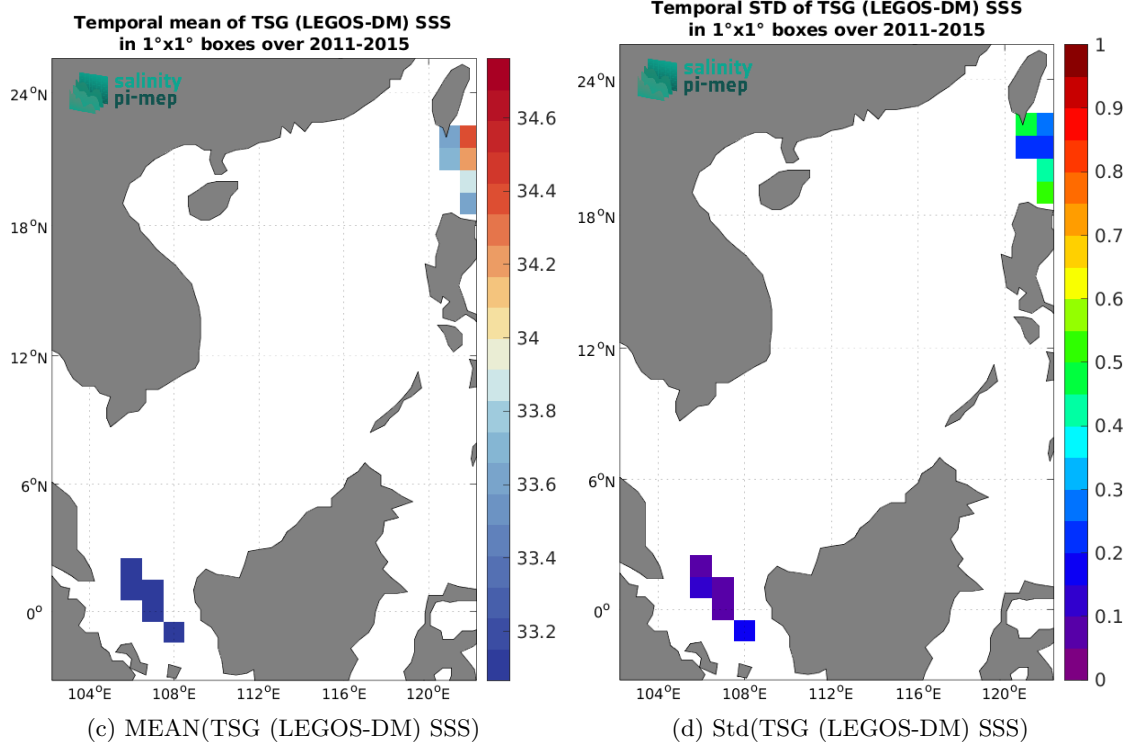 Temporal mean of TSG (LEGOS-DM) SSS
in 1°x1° boxes over 2011-2015
salinity
pi-mep
24°N
18°N
12°N
6°N
0°
104°E
108°E
112°E
116°E
120°E
34.6
34.4
34.2
34
33.8
33.6
33.4
33.2
(c) MEAN(TSG (LEGOS-DM) SSS)
Temporal STD of TSG (LEGOS-DM) SSS
in 1°x1° boxes over 2011-2015
salinity
pi-mep
24°N
18°N
12°N
6°N
0°
104°E
108°E
112°E
116°E
120°E
1
0.9
0.8
0.7
0.6
0.5
0.4
0.3
0.2
0.1
0
(d) Std(TSG (LEGOS-DM) SSS)